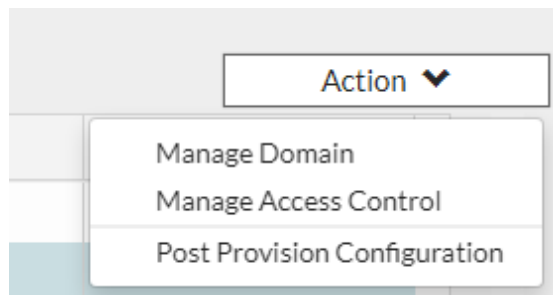 Action
Manage Domain
Manage Access Control
Post Provision Configuration